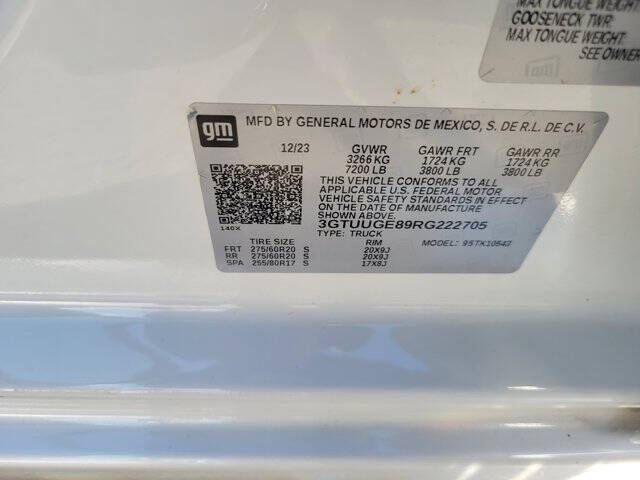 MAX TONGUE WEIGHT
GOOSENECK TWR:
MAX TONGUE WEIGHT:
SEE OWNER
gm
MFD BY GENERAL MOTORS DE MEXICO, S. DE R.L. DE C.V.
12/23 GVWR GAWR FRT GAWR RR
3266 KG 1724 KG 1724 KG
7200 LB 3800 LB 3800 LB
THIS VEHICLE CONFORMS TO ALL
APPLICABLE U.S. FEDERAL MOTOR
VEHICLE SAFETY STANDARDS IN EFFECT
ON THE DATE OF MANUFACTURE SHOWN ABOVE.
3GTUUGE89RG222705
140X TYPE: TRUCK MODEL: 95TK10543
TIRE SIZE RIM
FRT 275/60R20 S 20X9J
RR 275/60R20 S 20X9J
SPA 255/80R17 S 17X8J